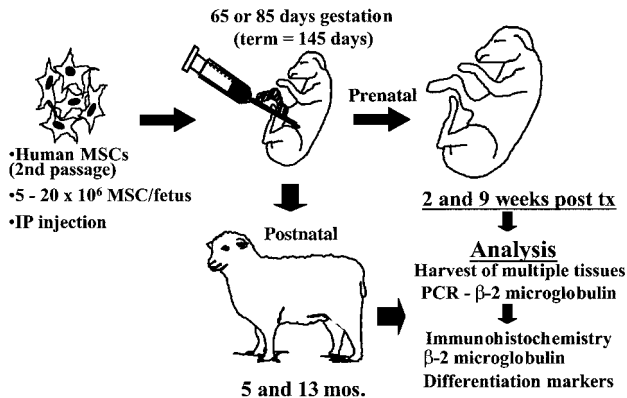 65 or 85 days gestation
(term = 145 days)
•Human MSCs
(2nd passage)
•5 - 20 x 10⁶ MSC/fetus
•IP injection
Prenatal
2 and 9 weeks post tx
Postnatal
5 and 13 mos.
Analysis
Harvest of multiple tissues
PCR - β-2 microglobulin
Immunohistochemistry
β-2 microglobulin
Differentiation markers